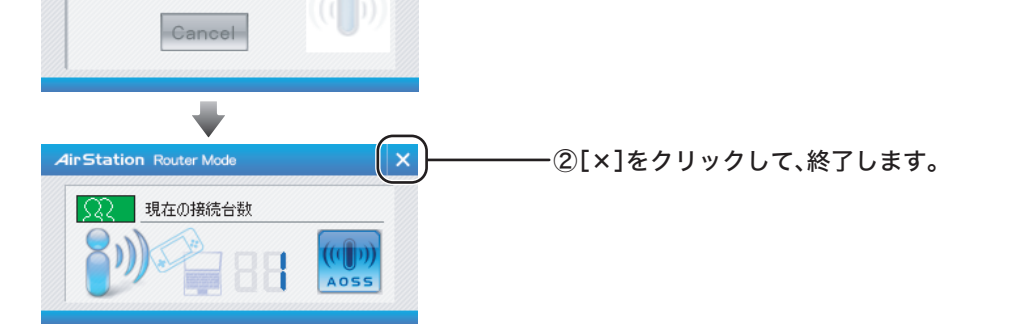 Cancel
AirStation Router Mode ×
②[×]をクリックして、終了します。
現在の接続台数
1
AOSS